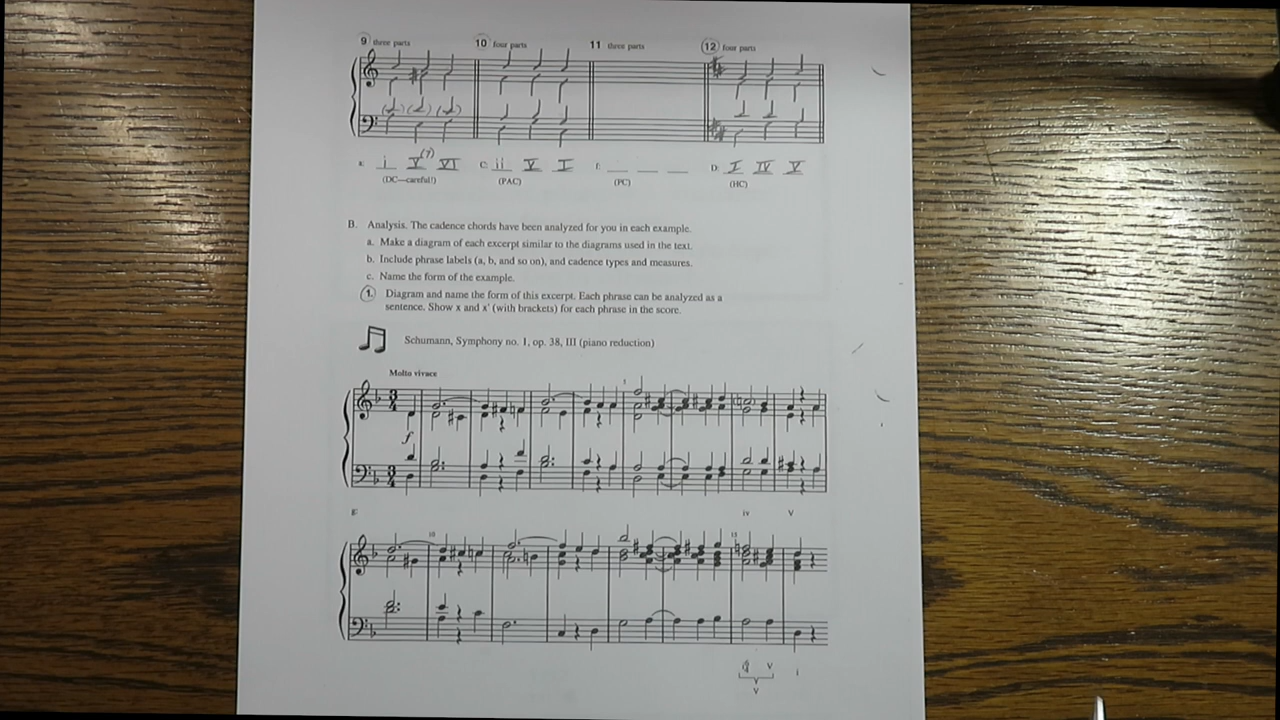 9 three parts 10 four parts 11 three parts 12 four parts
i V(7) VI C: ii V I f: D: I IV V
(DC—careful!) (PAC) (PC) (HC)
B. Analysis. The cadence chords have been analyzed for you in each example.
a. Make a diagram of each excerpt similar to the diagrams used in the text.
b. Include phrase labels (a, b, and so on), and cadence types and measures.
c. Name the form of the example.
1. Diagram and name the form of this excerpt. Each phrase can be analyzed as a
sentence. Show x and x' (with brackets) for each phrase in the score.
Schumann, Symphony no. 1, op. 38, III (piano reduction)
Molto vivace
5
f
iv V
10 15
V i
V